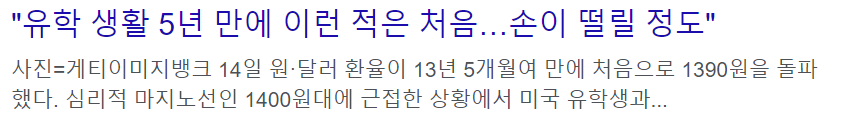 "유학 생활 5년 만에 이런 적은 처음…손이 떨릴 정도"
사진=게티이미지뱅크 14일 원·달러 환율이 13년 5개월여 만에 처음으로 1390원을 돌파
했다. 심리적 마지노선인 1400원대에 근접한 상황에서 미국 유학생과...